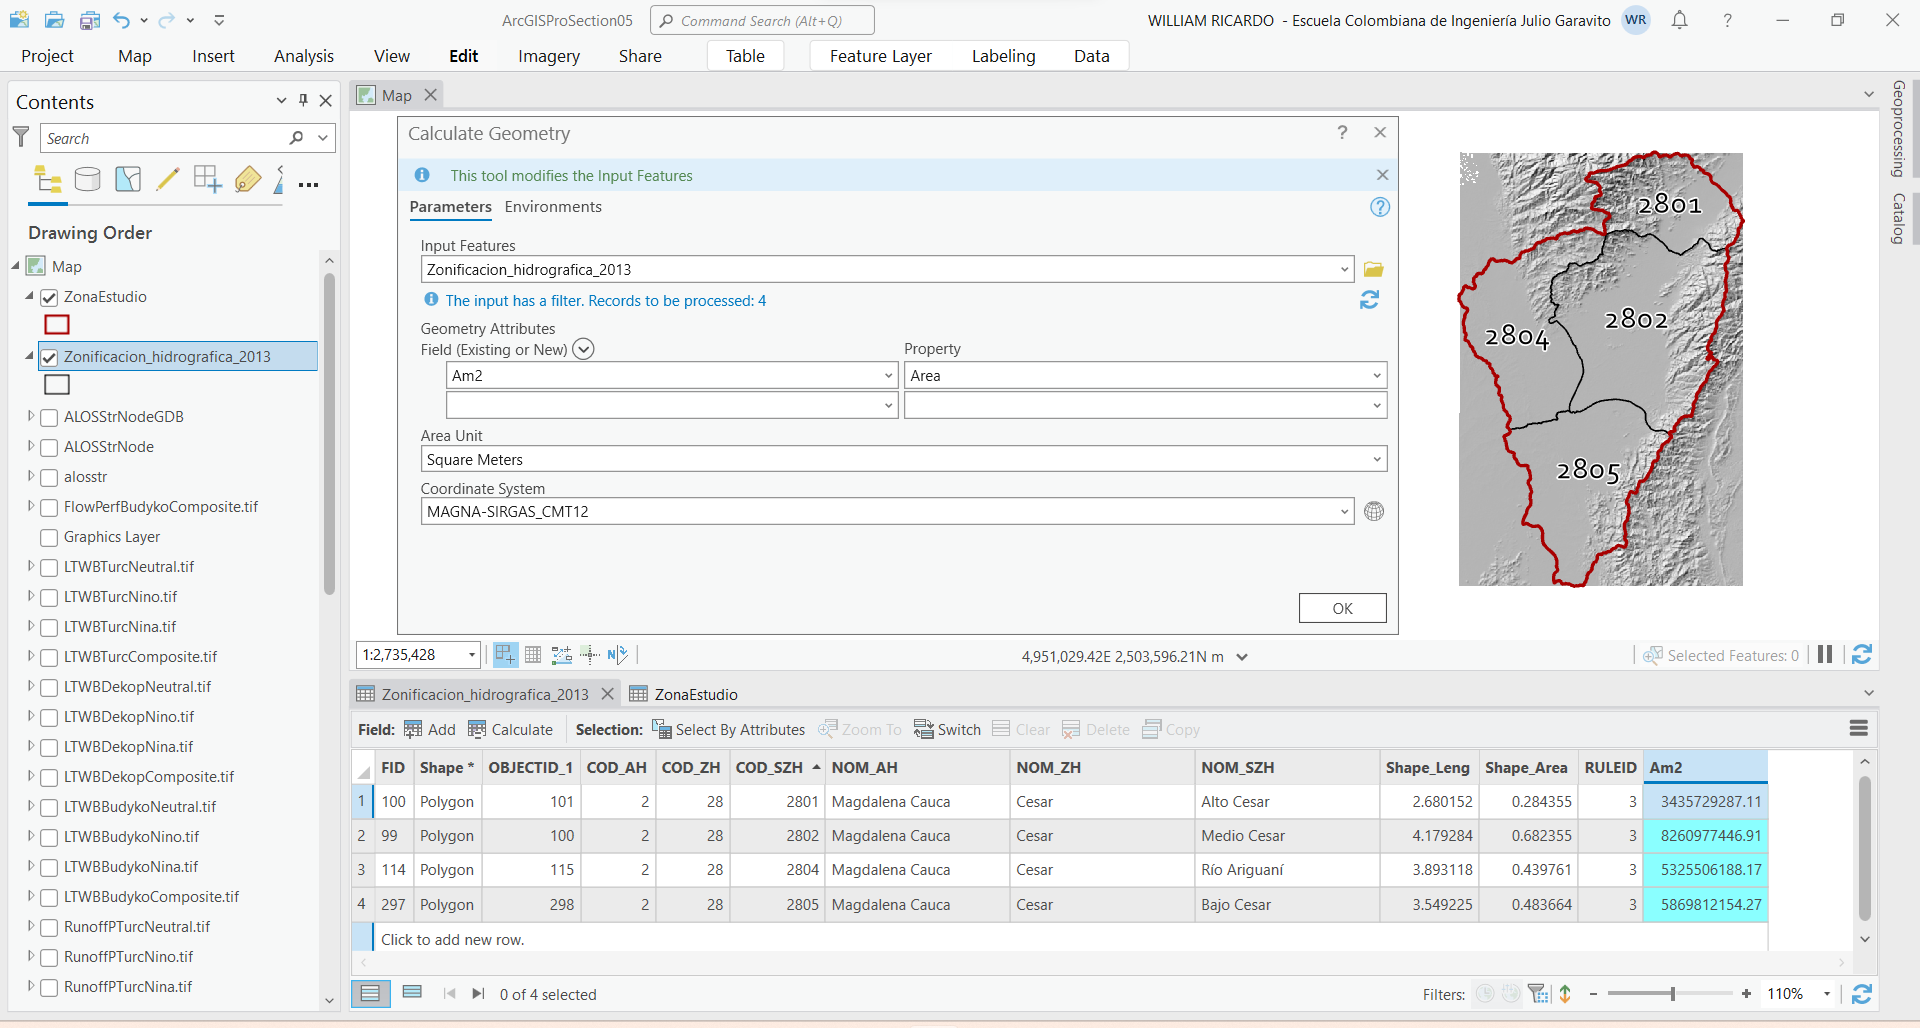 ArcGISProSection05
Command Search (Alt+Q)
WILLIAM RICARDO - Escuela Colombiana de Ingeniería Julio Garavito
WR
?
Project Map Insert Analysis View Edit Imagery Share Table Feature Layer Labeling Data
Contents
Search
Drawing Order
Map
ZonaEstudio
Zonificacion_hidrografica_2013
ALOSStrNodeGDB
ALOSStrNode
alosstr
FlowPerfBudykoComposite.tif
Graphics Layer
LTWBTurcNeutral.tif
LTWBTurcNino.tif
LTWBTurcNina.tif
LTWBTurcComposite.tif
LTWBDekopNeutral.tif
LTWBDekopNino.tif
LTWBDekopNina.tif
LTWBDekopComposite.tif
LTWBBudykoNeutral.tif
LTWBBudykoNino.tif
LTWBBudykoNina.tif
LTWBBudykoComposite.tif
RunoffPTurcNeutral.tif
RunoffPTurcNino.tif
RunoffPTurcNina.tif
Map
Calculate Geometry
?
This tool modifies the Input Features
Parameters Environments
?
Input Features
Zonificacion_hidrografica_2013
The input has a filter. Records to be processed: 4
Geometry Attributes
Field (Existing or New) Property
Am2 Area
Area Unit
Square Meters
Coordinate System
MAGNA-SIRGAS_CMT12
OK
2801
2802
2804
2805
Geoprocessing
Catalog
1:2,735,428
4,951,029.42E 2,503,596.21N m
Selected Features: 0
Zonificacion_hidrografica_2013 ZonaEstudio
Field: Add Calculate Selection: Select By Attributes Zoom To Switch Clear Delete Copy
FID Shape * OBJECTID_1 COD_AH COD_ZH COD_SZH NOM_AH NOM_ZH NOM_SZH Shape_Leng Shape_Area RULEID Am2
1 100 Polygon 101 2 28 2801 Magdalena Cauca Cesar Alto Cesar 2.680152 0.284355 3 3435729287.11
2 99 Polygon 100 2 28 2802 Magdalena Cauca Cesar Medio Cesar 4.179284 0.682355 3 8260977446.91
3 114 Polygon 115 2 28 2804 Magdalena Cauca Cesar Río Ariguaní 3.893118 0.439761 3 5325506188.17
4 297 Polygon 298 2 28 2805 Magdalena Cauca Cesar Bajo Cesar 3.549225 0.483664 3 5869812154.27
Click to add new row.
0 of 4 selected
Filters:
110%